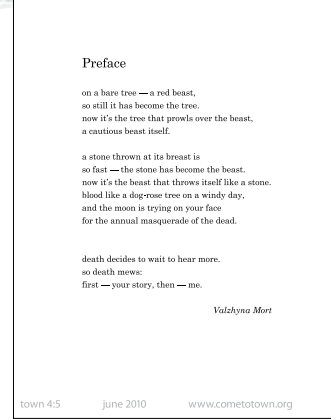 Preface
on a bare tree — a red beast,
so still it has become the tree.
now it's the tree that prowls over the beast,
a cautious beast itself.
a stone thrown at its breast is
so fast — the stone has become the beast.
now it's the beast that throws itself like a stone.
blood like a dog-rose tree on a windy day,
and the moon is trying on your face
for the annual masquerade of the dead.
death decides to wait to hear more.
so death mews:
first — your story, then — me.
Valzhyna Mort
town 4:5 june 2010 www.cometotown.org